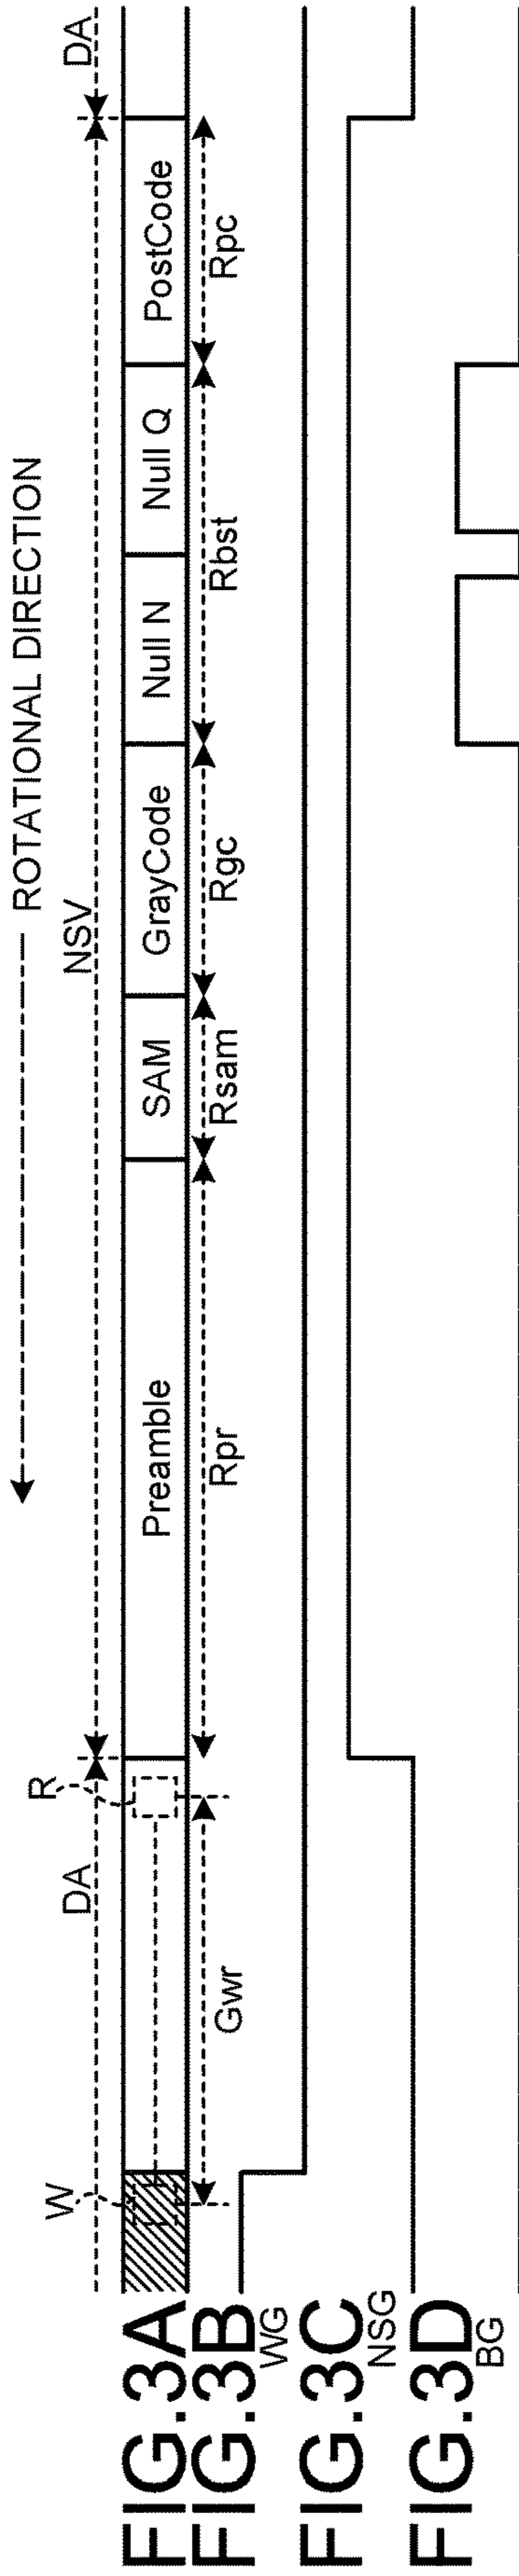 ROTATIONAL DIRECTION
DA NSV DA
W R
FIG.3A Preamble SAM GrayCode Null N Null Q PostCode
Gwr Rpr Rsam Rgc Rbst Rpc
FIG.3B
WG
FIG.3C
NSG
FIG.3D
BG